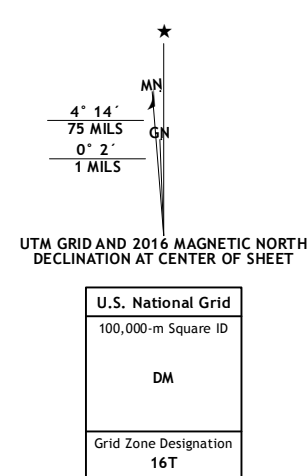 ★
MN
4° 14´
75 MILS
GN
0° 2´
1 MILS
UTM GRID AND 2016 MAGNETIC NORTH
DECLINATION AT CENTER OF SHEET
U.S. National Grid
100,000-m Square ID
DM
Grid Zone Designation
16T